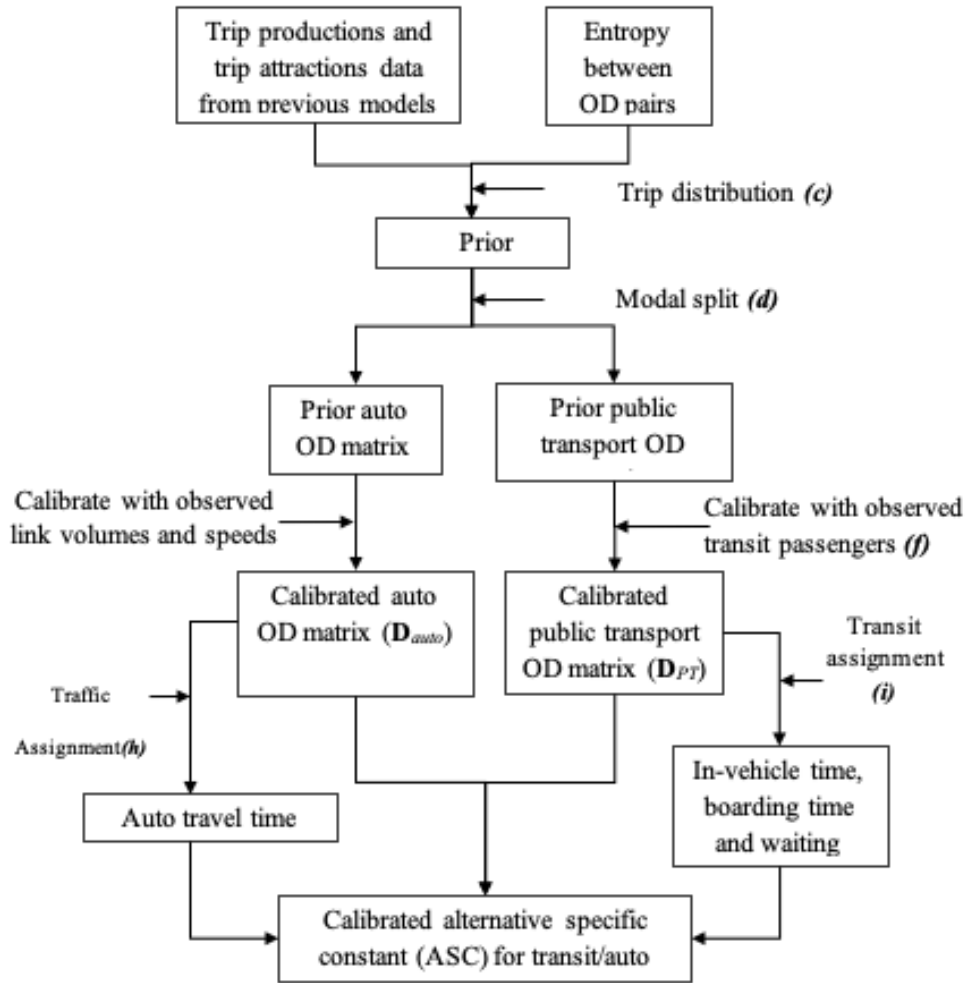 Trip productions and
trip attractions data
from previous models
Entropy
between
OD pairs
Trip distribution (c)
Prior
Modal split (d)
Prior auto
OD matrix
Prior public
transport OD
Calibrate with observed
link volumes and speeds
Calibrate with observed
transit passengers (f)
Calibrated auto
OD matrix (D auto)
Calibrated
public transport
OD matrix (D PT)
Transit
assignment
(i)
Traffic
Assignment(h)
Auto travel time
In-vehicle time,
boarding time
and waiting
Calibrated alternative specific
constant (ASC) for transit/auto